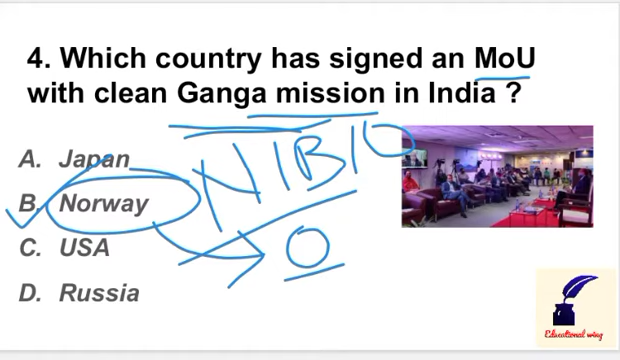 4. Which country has signed an MoU
with clean Ganga mission in India ?
A. Japan
B. Norway
C. USA
D. Russia
NIBIO
O
Educational wing